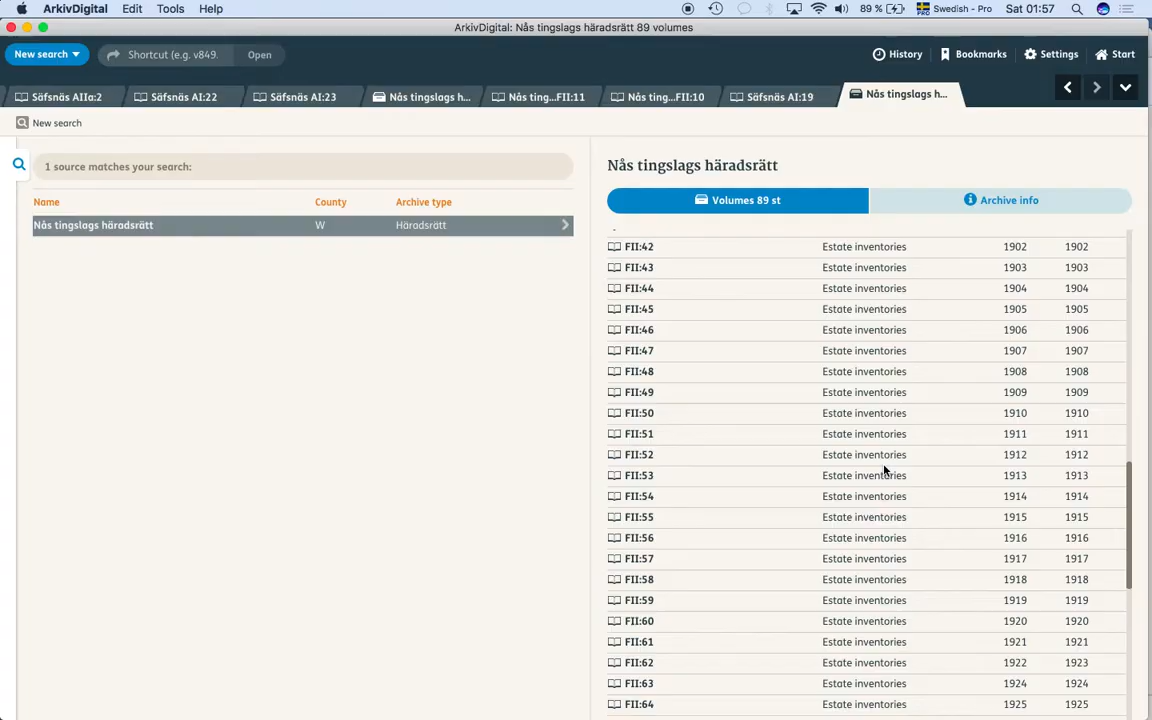 ArkivDigital Edit Tools Help 89 % Swedish - Pro Sat 01:57
ArkivDigital: Nås tingslags häradsrätt 89 volumes
New search Shortcut (e.g. v849. Open History Bookmarks Settings Start
Säfsnäs AIIa:2 Säfsnäs AI:22 Säfsnäs AI:23 Nås tingslags h... Nås ting...FII:11 Nås ting...FII:10 Säfsnäs AI:19 Nås tingslags h...
New search
1 source matches your search:
Name County Archive type
Nås tingslags häradsrätt W Häradsrätt
Nås tingslags häradsrätt
Volumes 89 st Archive info
FII:42 Estate inventories 1902 1902
FII:43 Estate inventories 1903 1903
FII:44 Estate inventories 1904 1904
FII:45 Estate inventories 1905 1905
FII:46 Estate inventories 1906 1906
FII:47 Estate inventories 1907 1907
FII:48 Estate inventories 1908 1908
FII:49 Estate inventories 1909 1909
FII:50 Estate inventories 1910 1910
FII:51 Estate inventories 1911 1911
FII:52 Estate inventories 1912 1912
FII:53 Estate inventories 1913 1913
FII:54 Estate inventories 1914 1914
FII:55 Estate inventories 1915 1915
FII:56 Estate inventories 1916 1916
FII:57 Estate inventories 1917 1917
FII:58 Estate inventories 1918 1918
FII:59 Estate inventories 1919 1919
FII:60 Estate inventories 1920 1920
FII:61 Estate inventories 1921 1921
FII:62 Estate inventories 1922 1923
FII:63 Estate inventories 1924 1924
FII:64 Estate inventories 1925 1925